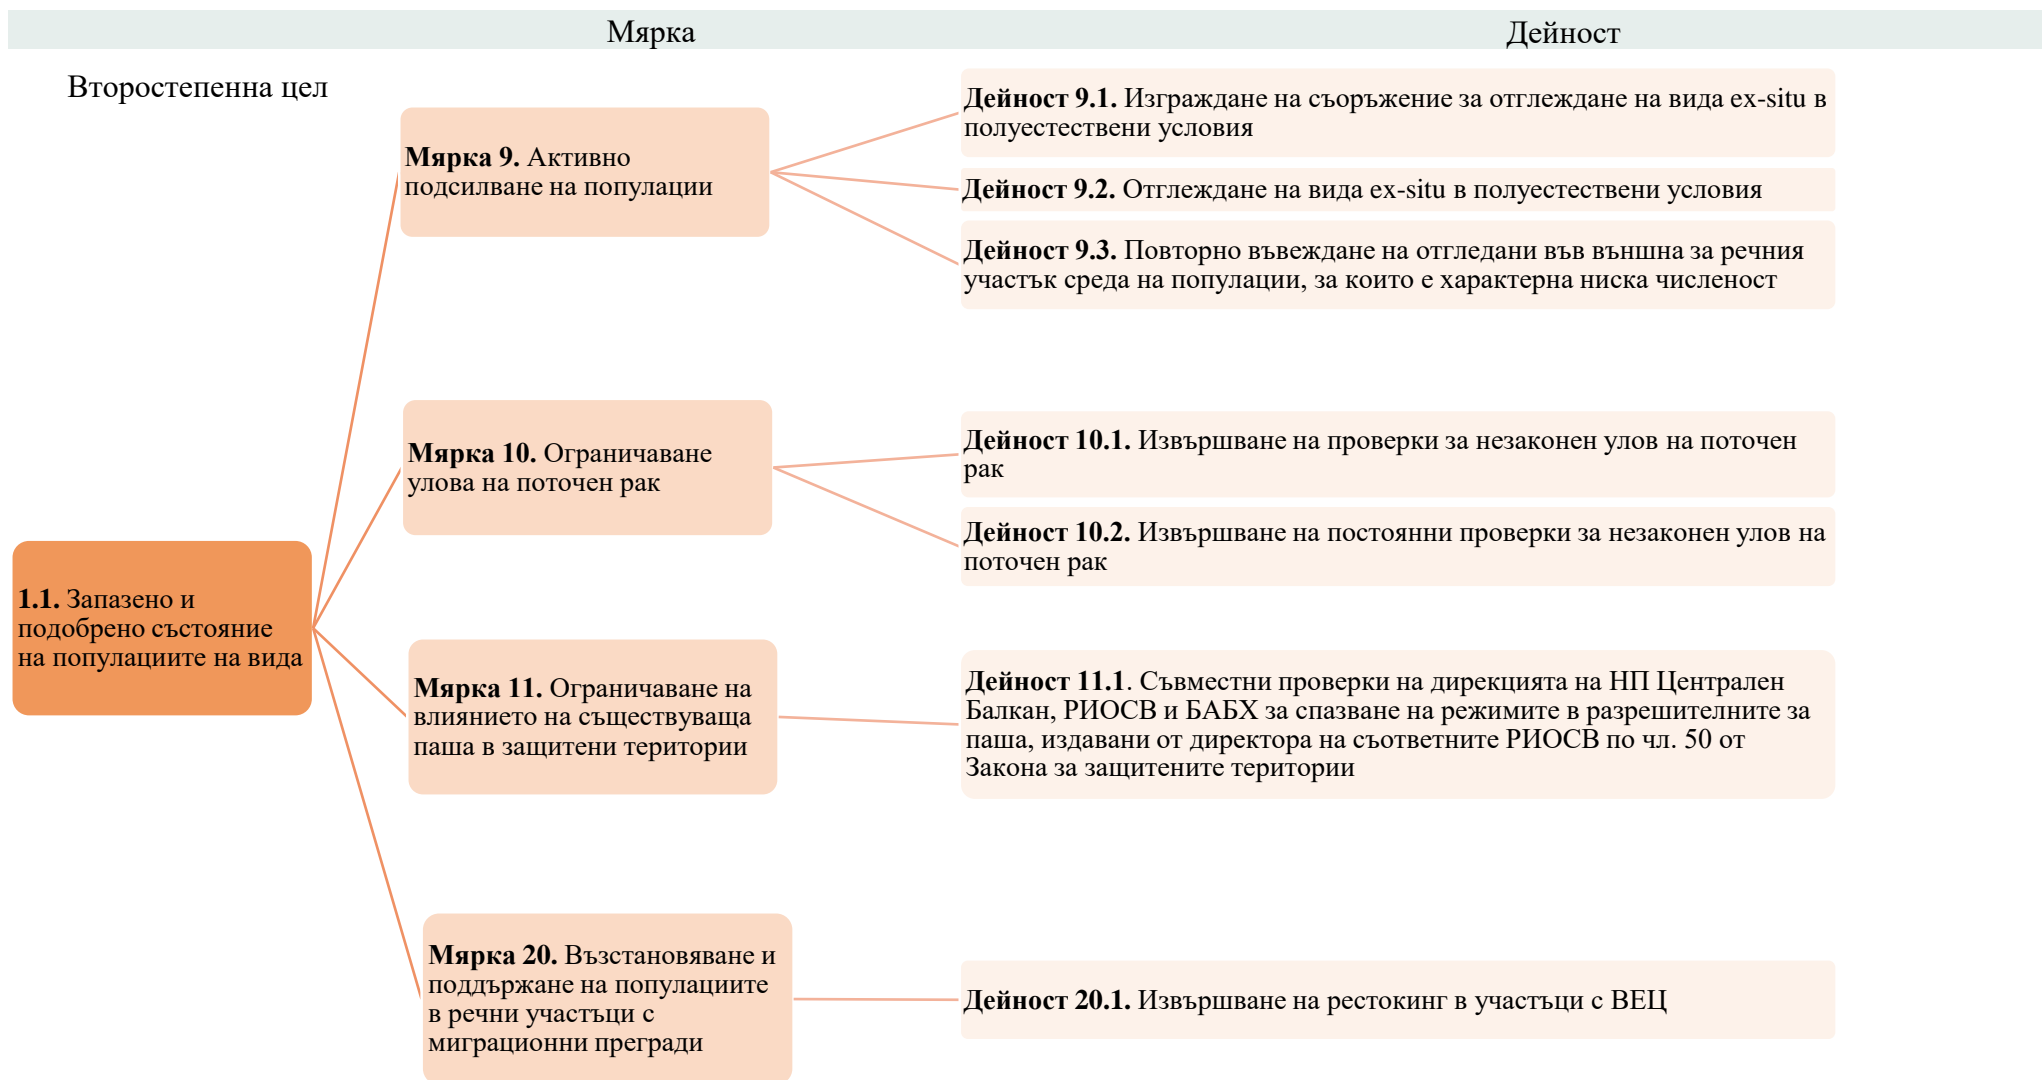 Мярка
Дейност
Второстепенна цел
1.1. Запазено и
подобрено състояние
на популациите на вида
Мярка 9. Активно
подсилване на популации
Дейност 9.1. Изграждане на съоръжение за отглеждане на вида ex-situ в
полуестествени условия
Дейност 9.2. Отглеждане на вида ex-situ в полуестествени условия
Дейност 9.3. Повторно въвеждане на отгледани във външна за речния
участък среда на популации, за които е характерна ниска численост
Мярка 10. Ограничаване
улова на поточен рак
Дейност 10.1. Извършване на проверки за незаконен улов на поточен
рак
Дейност 10.2. Извършване на постоянни проверки за незаконен улов на
поточен рак
Мярка 11. Ограничаване на
влиянието на съществуваща
паша в защитени територии
Дейност 11.1. Съвместни проверки на дирекцията на НП Централен
Балкан, РИОСВ и БАБХ за спазване на режимите в разрешителните за
паша, издавани от директора на съответните РИОСВ по чл. 50 от
Закона за защитените територии
Мярка 20. Възстановяване и
поддържане на популациите
в речни участъци с
миграционни прегради
Дейност 20.1. Извършване на рестокинг в участъци с ВЕЦ